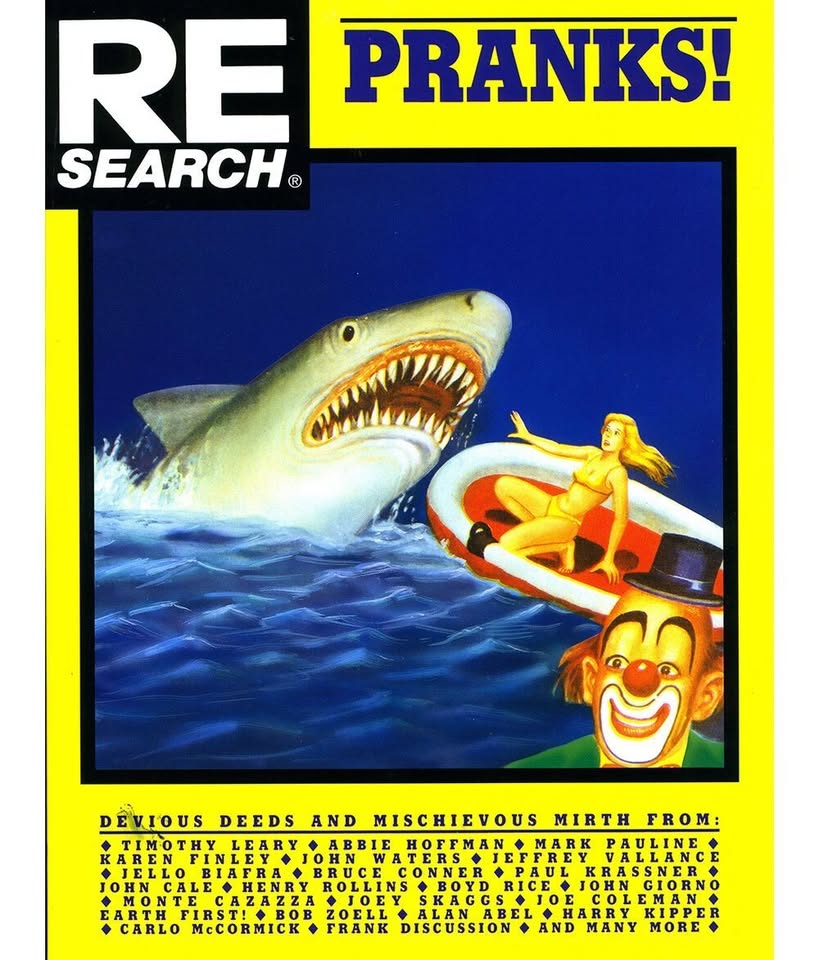 RE
SEARCH®
PRANKS!
DEVIOUS DEEDS AND MISCHIEVOUS MIRTH FROM:
♦ TIMOTHY LEARY ♦ ABBIE HOFFMAN ♦ MARK PAULINE ♦
KAREN FINLEY ♦ JOHN WATERS ♦ JEFFREY VALLANCE
♦ JELLO BIAFRA ♦ BRUCE CONNER ♦ PAUL KRASSNER ♦
JOHN CALE ♦ HENRY ROLLINS ♦ BOYD RICE ♦ JOHN GIORNO
♦ MONTE CAZAZZA ♦ JOEY SKAGGS ♦ JOE COLEMAN ♦
EARTH FIRST! ♦ BOB ZOELL ♦ ALAN ABEL ♦ HARRY KIPPER
♦ CARLO McCORMICK ♦ FRANK DISCUSSION ♦ AND MANY MORE ♦